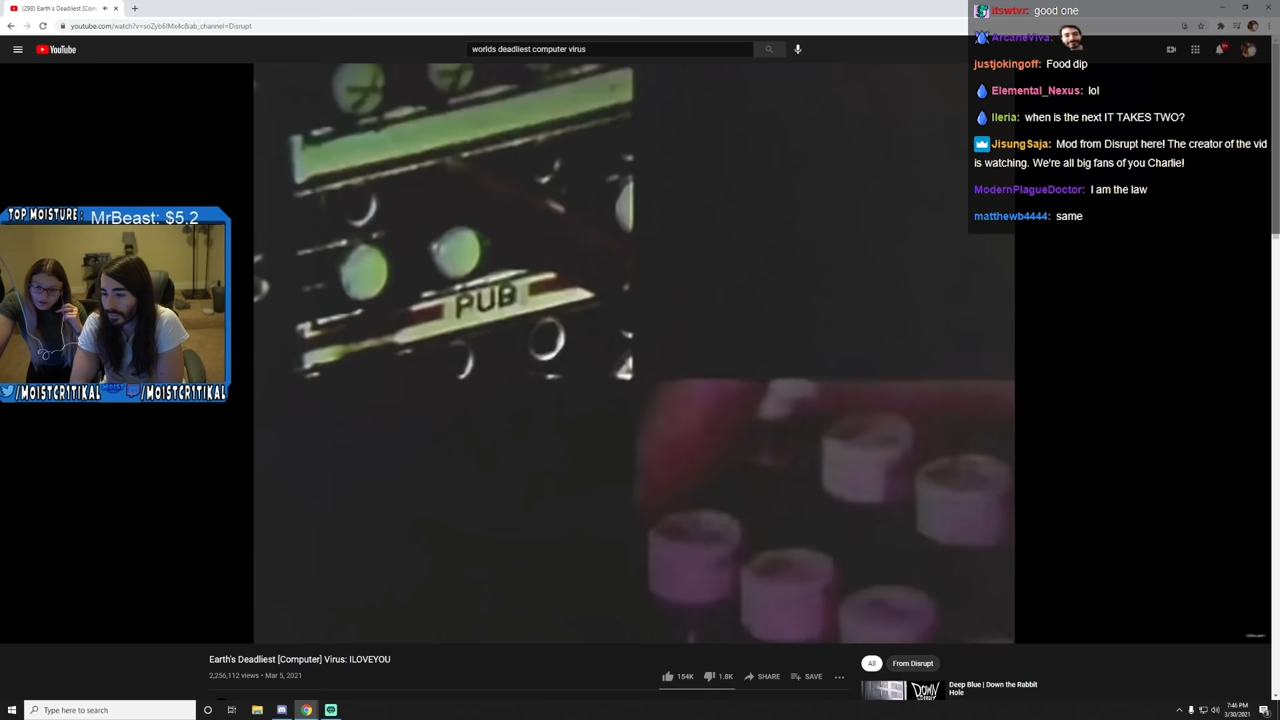 (298) Earth's Deadliest [Computer] V
youtube.com/watch?v=soZyb6IMx4c&ab_channel=Disrupt
YouTube
worlds deadliest computer virus
9+
itswtvr: good one
ArcaneViva:
justjokingoff: Food dip
Elemental_Nexus: lol
Ileria: when is the next IT TAKES TWO?
JisungSaja: Mod from Disrupt here! The creator of the vid
is watching. We're all big fans of you Charlie!
ModernPlagueDoctor: I am the law
matthewb4444: same
TOP MOISTURE: MrBeast: $5.2
/MOISTCR1TIKAL
MOIST
/MOISTCR1TIKAL
PUB
Earth's Deadliest [Computer] Virus: ILOVEYOU
2,256,112 views • Mar 5, 2021
154K
1.8K
SHARE
SAVE
All
From Disrupt
Deep Blue | Down the Rabbit
Hole
DOWN
Type here to search
7:46 PM
3/30/2021